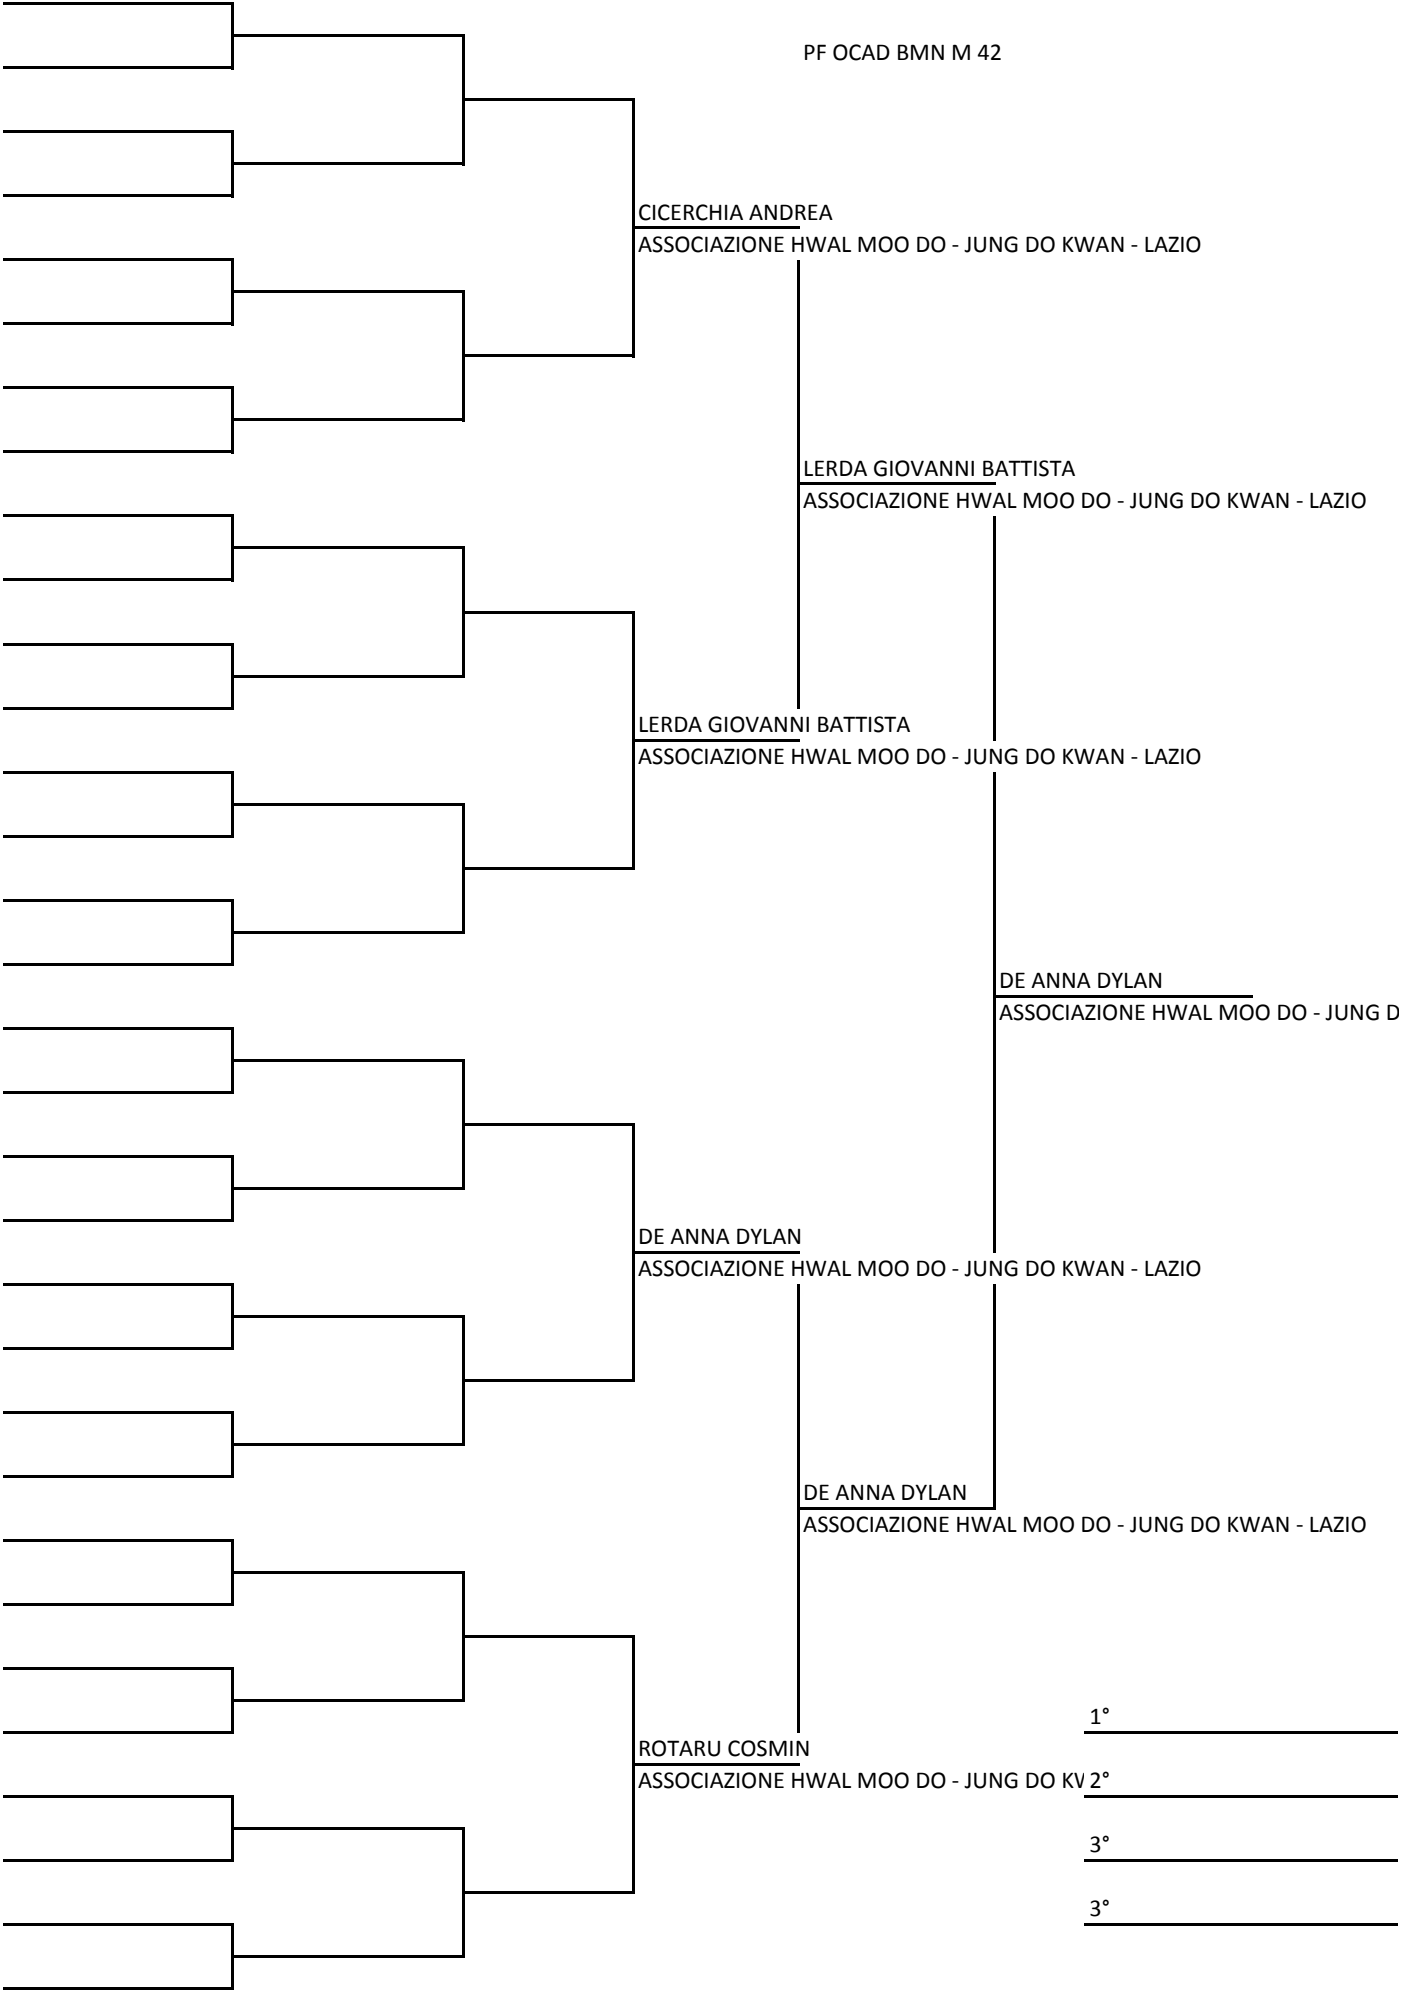 PF OCAD BMN M 42
CICERCHIA ANDREA
ASSOCIAZIONE HWAL MOO DO - JUNG DO KWAN - LAZIO
LERDA GIOVANNI BATTISTA
ASSOCIAZIONE HWAL MOO DO - JUNG DO KWAN - LAZIO
LERDA GIOVANNI BATTISTA
ASSOCIAZIONE HWAL MOO DO - JUNG DO KWAN - LAZIO
DE ANNA DYLAN
ASSOCIAZIONE HWAL MOO DO - JUNG D
DE ANNA DYLAN
ASSOCIAZIONE HWAL MOO DO - JUNG DO KWAN - LAZIO
DE ANNA DYLAN
ASSOCIAZIONE HWAL MOO DO - JUNG DO KWAN - LAZIO
1°
ROTARU COSMIN
ASSOCIAZIONE HWAL MOO DO - JUNG DO KW 2°
3°
3°